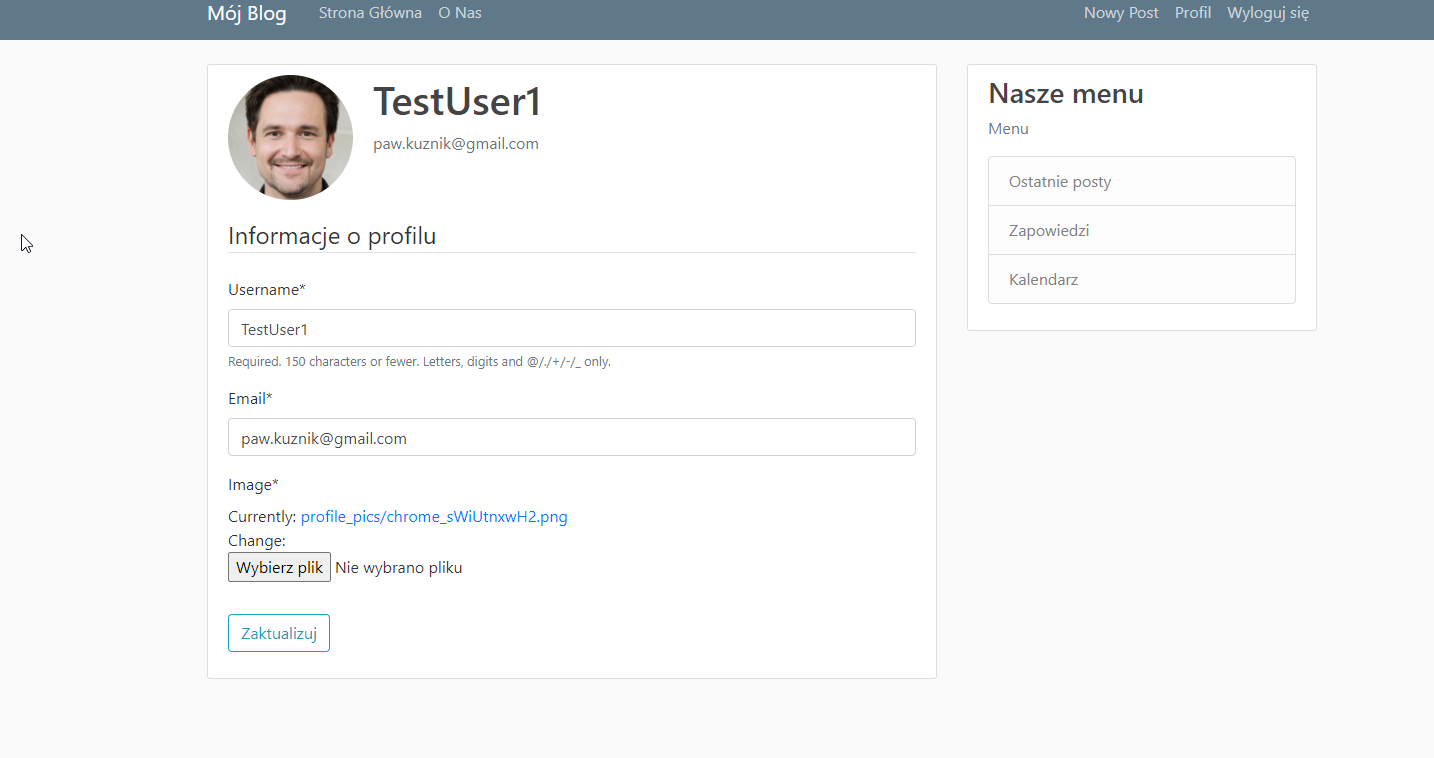 Mój Blog Strona Główna O Nas Nowy Post Profil Wyloguj się
TestUser1
paw.kuznik@gmail.com
Informacje o profilu
Username*
TestUser1
Required. 150 characters or fewer. Letters, digits and @/./+/-/_ only.
Email*
paw.kuznik@gmail.com
Image*
Currently: profile_pics/chrome_sWiUtnxwH2.png
Change:
Wybierz plik Nie wybrano pliku
Zaktualizuj
Nasze menu
Menu
Ostatnie posty
Zapowiedzi
Kalendarz